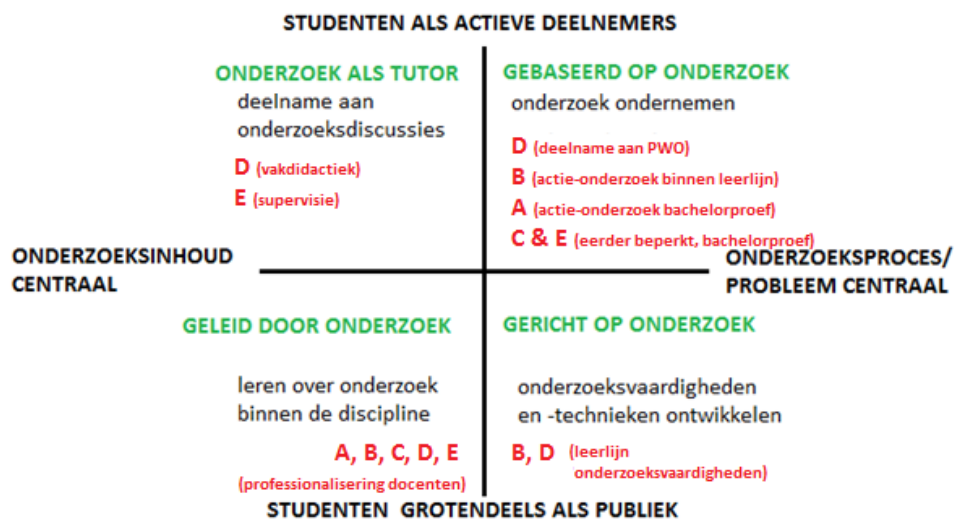 STUDENTEN ALS ACTIEVE DEELNEMERS
ONDERZOEK ALS TUTOR
deelname aan
onderzoeksdiscussies
D (vakdidactiek)
E (supervisie)
GEBASEERD OP ONDERZOEK
onderzoek ondernemen
D (deelname aan PWO)
B (actie-onderzoek binnen leerlijn)
A (actie-onderzoek bachelorproef)
C & E (eerder beperkt, bachelorproef)
ONDERZOEKSINHOUD
CENTRAAL
ONDERZOEKSPROCES/
PROBLEEM CENTRAAL
GELEID DOOR ONDERZOEK
leren over onderzoek
binnen de discipline
A, B, C, D, E
(professionalisering docenten)
GERICHT OP ONDERZOEK
onderzoeksvaardigheden
en -technieken ontwikkelen
B, D (leerlijn
onderzoeksvaardigheden)
STUDENTEN GROTENDEELS ALS PUBLIEK